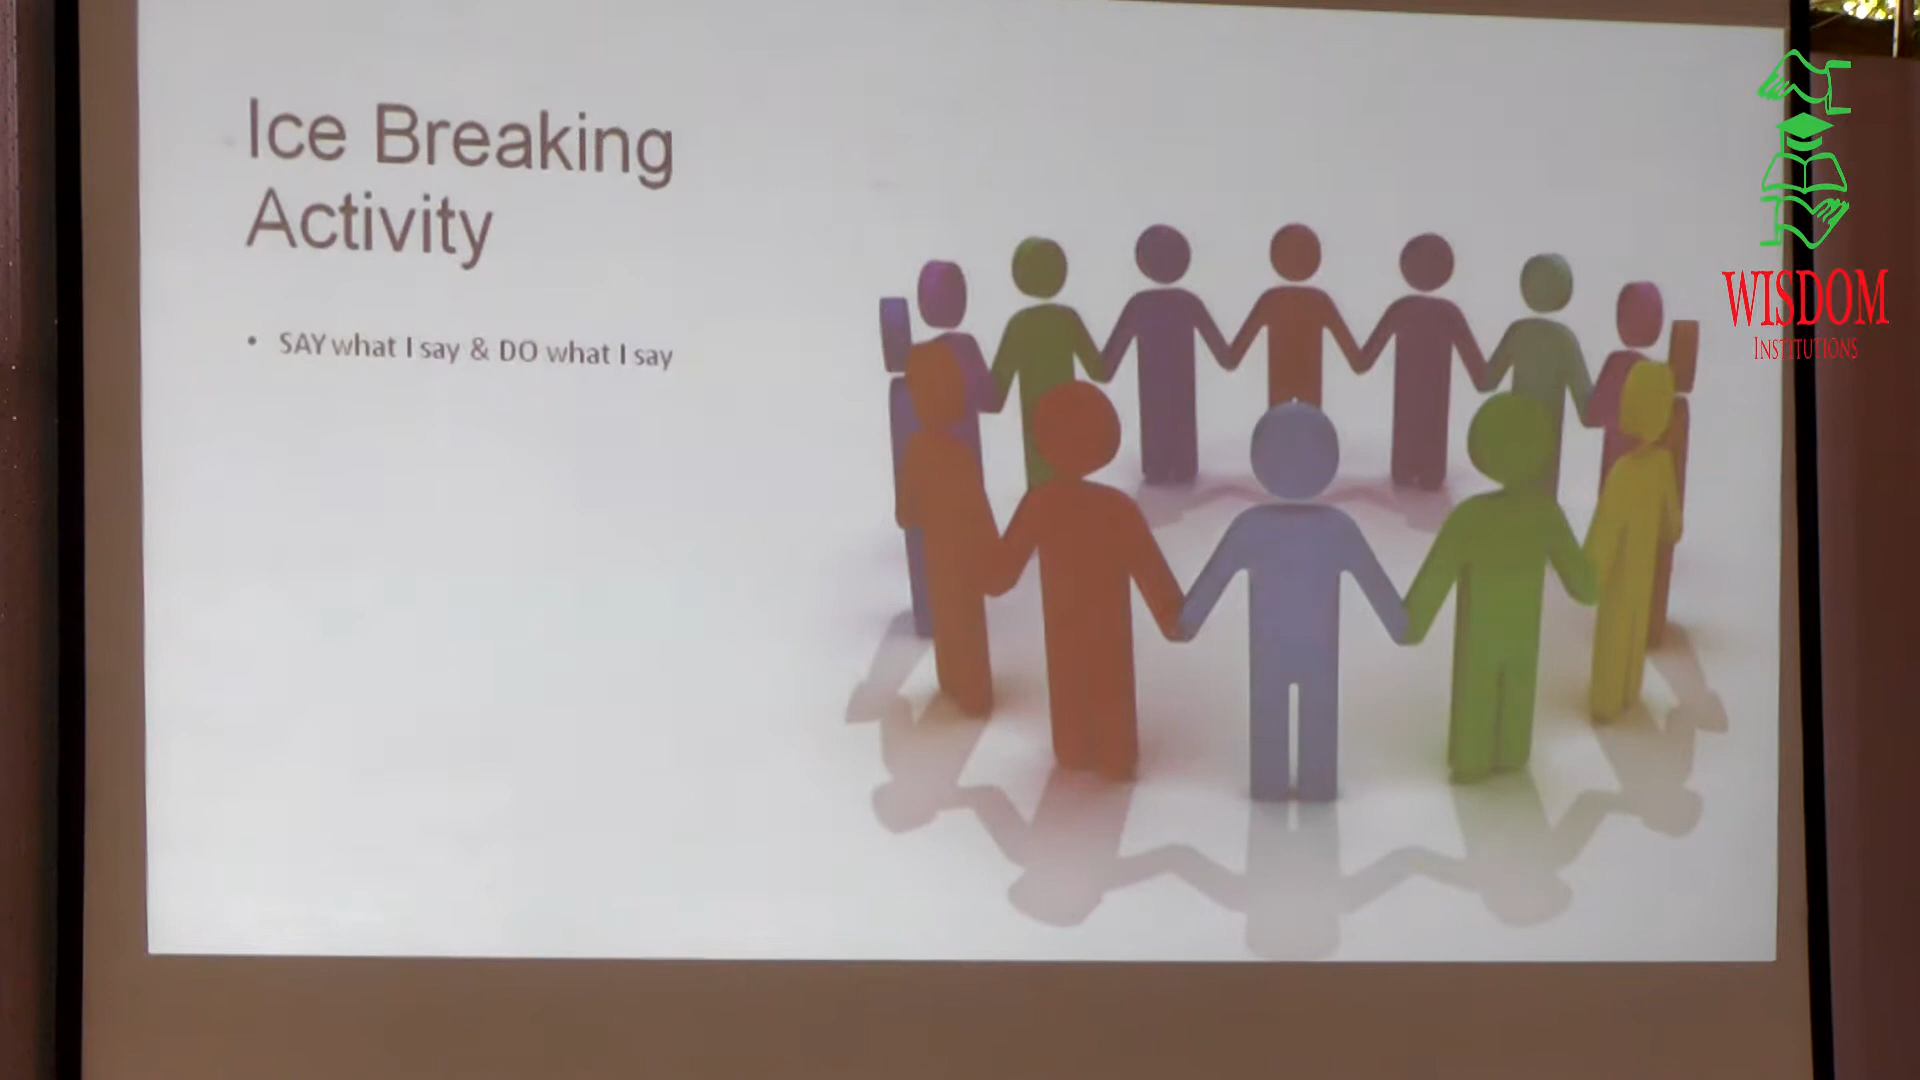 Ice Breaking
Activity
• SAY what I say & DO what I say
WISDOM
INSTITUTIONS